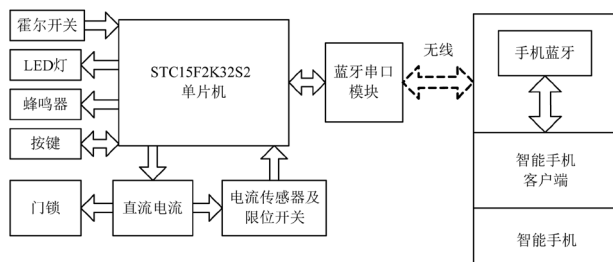 霍尔开关
LED灯
蜂鸣器
按键
STC15F2K32S2
单片机
蓝牙串口
模块
无线
手机蓝牙
智能手机
客户端
智能手机
门锁
直流电流
电流传感器及
限位开关